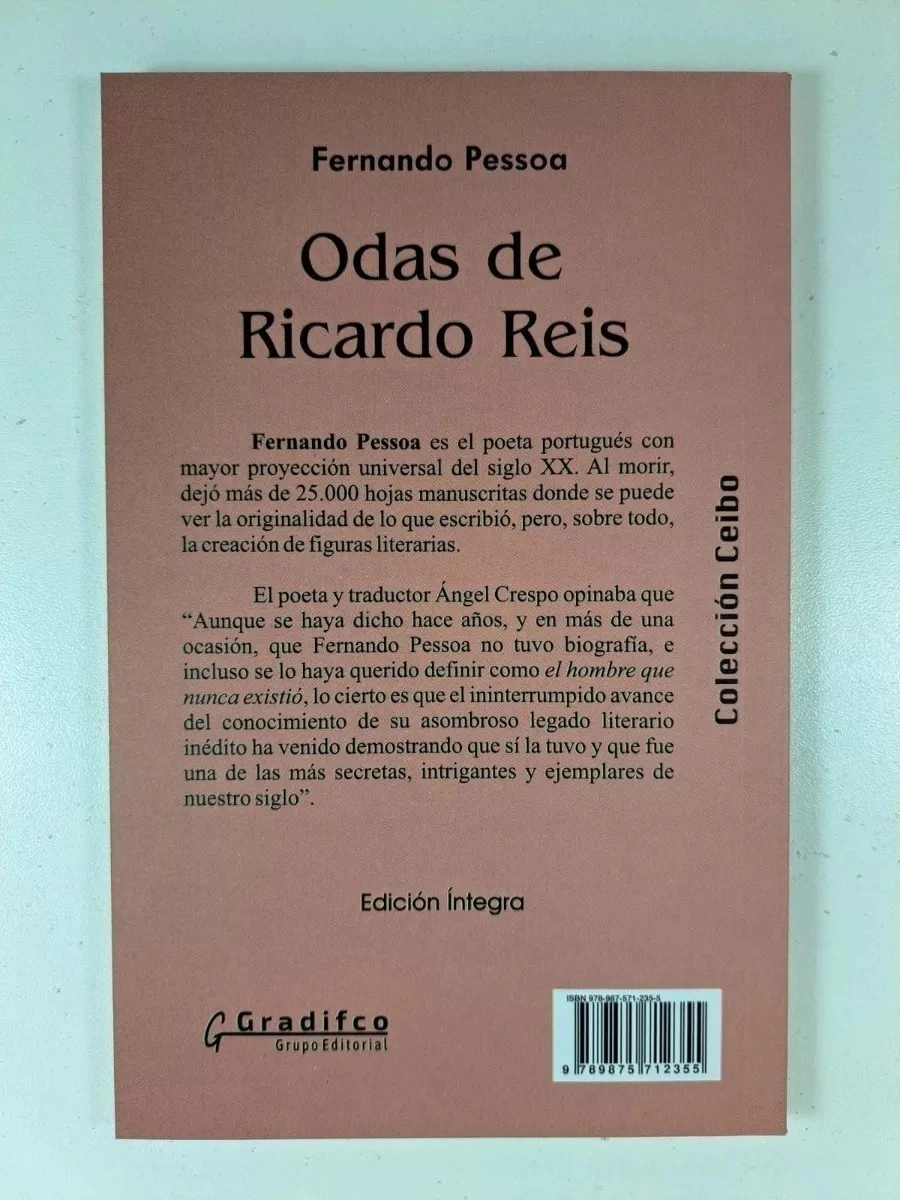 Fernando Pessoa
Odas de
Ricardo Reis
Fernando Pessoa es el poeta portugués con
mayor proyección universal del siglo XX. Al morir,
dejó más de 25.000 hojas manuscritas donde se puede
ver la originalidad de lo que escribió, pero, sobre todo,
la creación de figuras literarias.
El poeta y traductor Ángel Crespo opinaba que
“Aunque se haya dicho hace años, y en más de una
ocasión, que Fernando Pessoa no tuvo biografía, e
incluso se lo haya querido definir como el hombre que
nunca existió, lo cierto es que el ininterrumpido avance
del conocimiento de su asombroso legado literario
inédito ha venido demostrando que sí la tuvo y que fue
una de las más secretas, intrigantes y ejemplares de
nuestro siglo”.
Colección Ceibo
Edición Íntegra
Gradifco
Grupo Editorial
ISBN 978-987-571-235-5
9 789875 712355